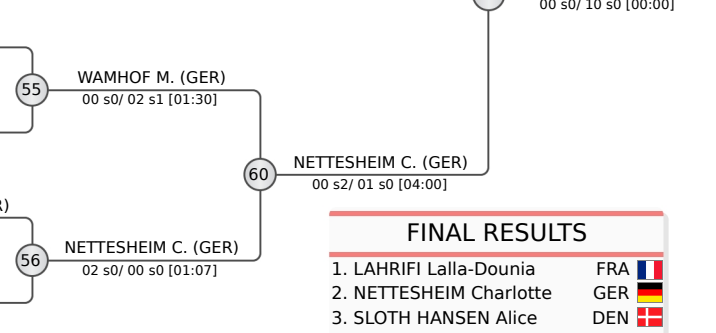 00 s0/ 10 s0 [00:00]
55
WAMHOF M. (GER)
00 s0/ 02 s1 [01:30]
60
NETTESHEIM C. (GER)
00 s2/ 01 s0 [04:00]
56
NETTESHEIM C. (GER)
02 s0/ 00 s0 [01:07]
FINAL RESULTS
1. LAHRIFI Lalla-Dounia FRA
2. NETTESHEIM Charlotte GER
3. SLOTH HANSEN Alice DEN